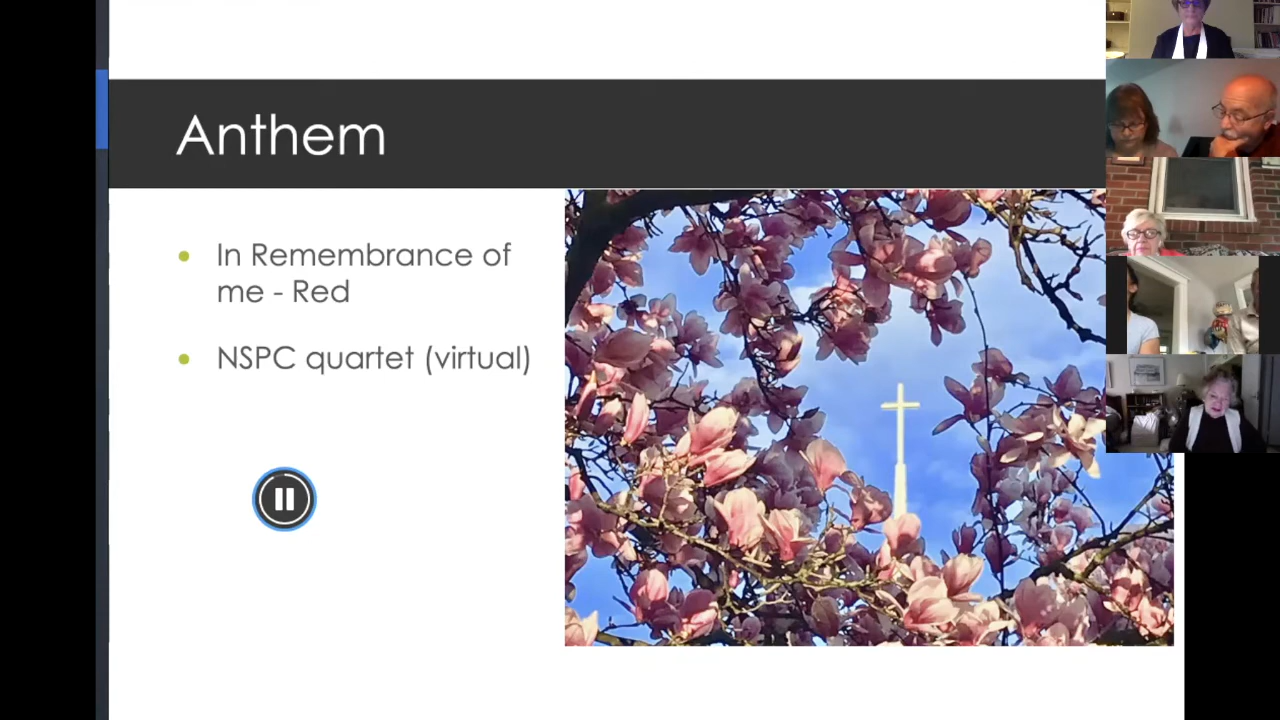 Anthem
In Remembrance of
me - Red
NSPC quartet (virtual)